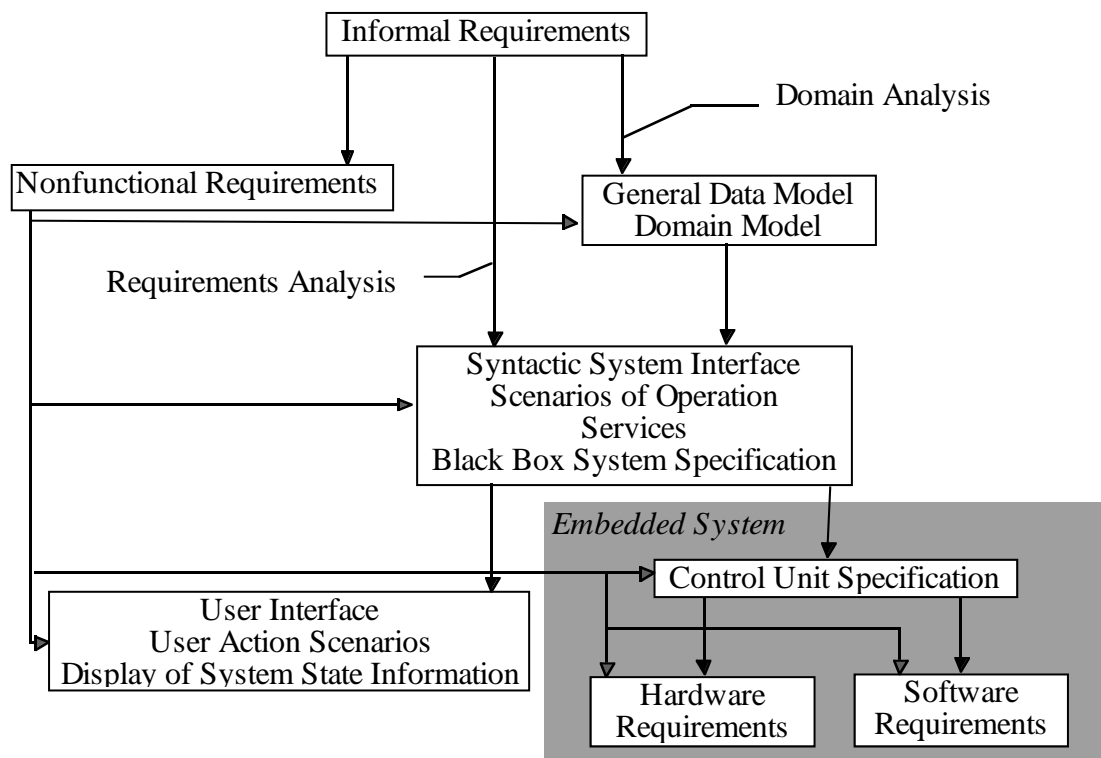 Informal Requirements
Domain Analysis
Nonfunctional Requirements
General Data Model
Domain Model
Requirements Analysis
Syntactic System Interface
Scenarios of Operation
Services
Black Box System Specification
Embedded System
Control Unit Specification
User Interface
User Action Scenarios
Display of System State Information
Hardware
Requirements
Software
Requirements